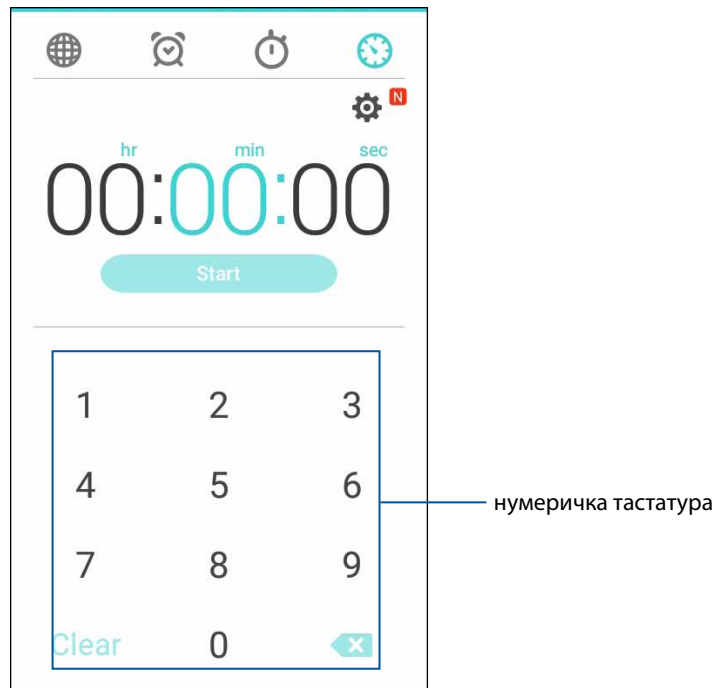 N
hr min sec
00:00:00
Start
1 2 3
4 5 6
нумеричка тастатура
7 8 9
Clear 0